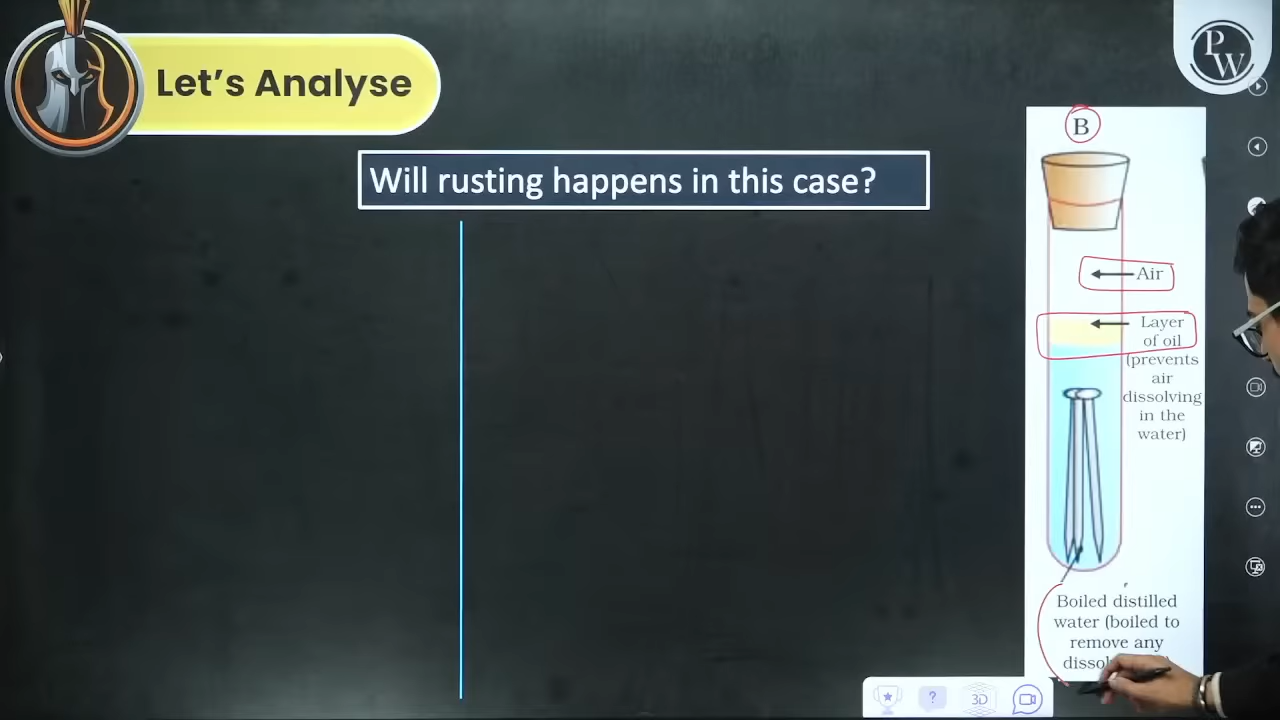 Let's Analyse
P
W
B
Will rusting happens in this case?
Air
Layer
of oil
(prevents
air
dissolving
in the
water)
Boiled distilled
water (boiled to
remove any
?
3D